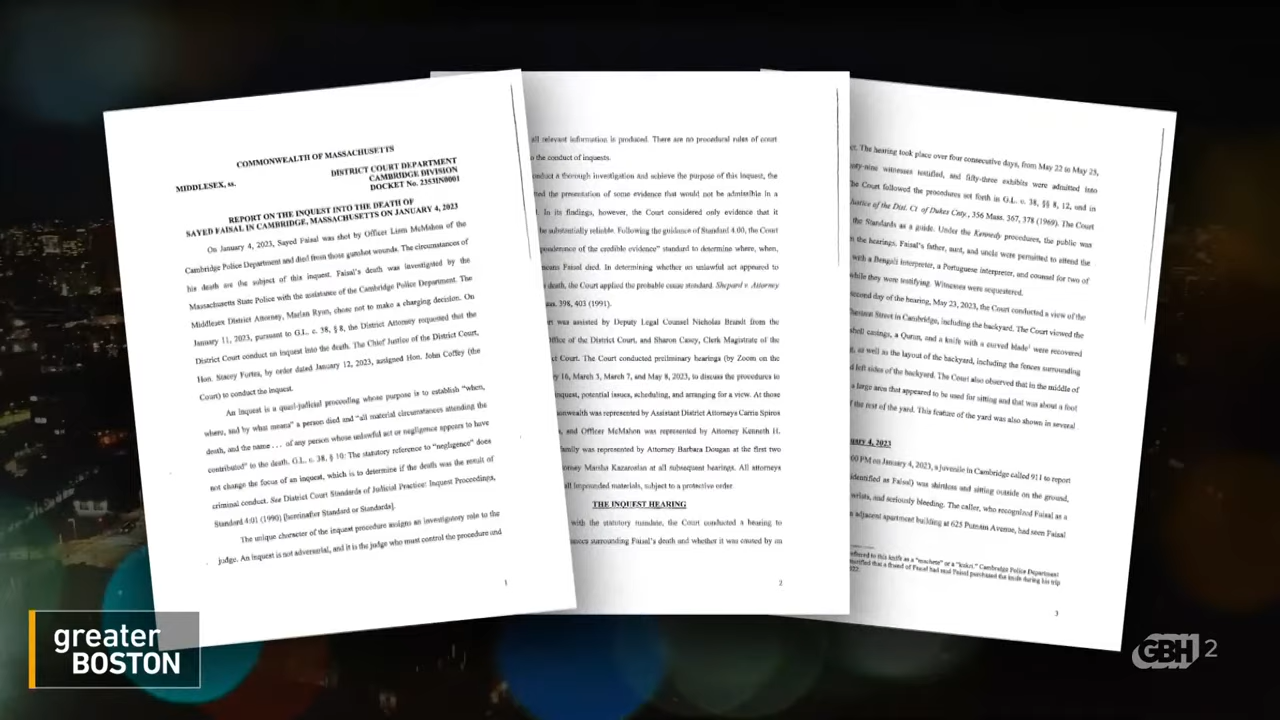 COMMONWEALTH OF MASSACHUSETTS
MIDDLESEX, ss.
DISTRICT COURT DEPARTMENT
CAMBRIDGE DIVISION
DOCKET No. 2353IN0001
REPORT ON THE INQUEST INTO THE DEATH OF
SAYED FAISAL IN CAMBRIDGE, MASSACHUSETTS ON JANUARY 4, 2023
On January 4, 2023, Sayed Faisal was shot by Officer Liam McMahon of the
Cambridge Police Department and died from those gunshot wounds. The circumstances of
his death are the subject of this inquest. Faisal's death was investigated by the
Massachusetts State Police with the assistance of the Cambridge Police Department. The
Middlesex District Attorney, Marian Ryan, chose not to make a charging decision. On
January 11, 2023, pursuant to G.L. c. 38, § 8, the District Attorney requested that the
District Court conduct an inquest into the death. The Chief Justice of the District Court,
Hon. Stacey Fortes, by order dated January 12, 2023, assigned Hon. John Coffey (the
Court) to conduct the inquest.
An inquest is a quasi-judicial proceeding whose purpose is to establish "when,
where, and by what means" a person died and "all material circumstances attending the
death, and the name . . . of any person whose unlawful act or negligence appears to have
contributed" to the death. G.L. c. 38, § 10. The statutory reference to "negligence" does
not change the focus of an inquest, which is to determine if the death was the result of
criminal conduct. See District Court Standards of Judicial Practice: Inquest Proceedings,
Standard 4:01 (1990) [hereinafter Standard or Standards].
The unique character of the inquest procedure assigns an investigatory role to the
judge. An inquest is not adversarial, and it is the judge who must control the procedure and
1
all relevant information is produced. There are no procedural rules of court
the conduct of inquests.
conduct a thorough investigation and achieve the purpose of this inquest, the
the presentation of some evidence that would not be admissible in a
In its findings, however, the Court considered only evidence that it
be substantially reliable. Following the guidance of Standard 4:00, the Court
of the credible evidence" standard to determine where, when,
means Faisal died. In determining whether an unlawful act appeared to
death, the Court applied the probable cause standard. Shepard v. Attorney
398, 403 (1991).
was assisted by Deputy Legal Counsel Nicholas Brandt from the
Office of the District Court, and Sharon Casey, Clerk Magistrate of the
Court. The Court conducted preliminary hearings (by Zoom on the
16, March 3, March 7, and May 8, 2023, to discuss the procedures to
inquest, potential issues, scheduling, and arranging for a view. At those
was represented by Assistant District Attorneys Carrie Spiros
and Officer McMahon was represented by Attorney Kenneth H.
family was represented by Attorney Barbara Dougan at the first two
Attorney Marsha Kazarosian at all subsequent hearings. All attorneys
all impounded materials, subject to a protective order.
THE INQUEST HEARING
with the statutory mandate, the Court conducted a hearing to
surrounding Faisal's death and whether it was caused by an
2
The hearing took place over four consecutive days, from May 22 to May 25,
witnesses testified, and fifty-three exhibits were admitted into
The Court followed the procedures set forth in G.L. c. 38, §§ 8, 12, and in
Justice of the Dist. Ct. of Dukes Cnty., 356 Mass. 367, 378 (1969). The Court
the Standards as a guide. Under the Kennedy procedures, the public was
the hearings. Faisal's father, aunt, and uncle were permitted to attend the
with a Bengali interpreter, a Portuguese interpreter, and counsel for two of
while they were testifying. Witnesses were sequestered.
second day of the hearing, May 23, 2023, the Court conducted a view of the
Street in Cambridge, including the backyard. The Court viewed the
shell casings, a Quran, and a knife with a curved blade were recovered
as well as the layout of the backyard, including the fences surrounding
left sides of the backyard. The Court also observed that in the middle of
a large area that appeared to be used for sitting and that was about a foot
the rest of the yard. This feature of the yard was also shown in several
4, 2023
PM on January 4, 2023, a juvenile in Cambridge called 911 to report
identified as Faisal) was shirtless and sitting outside on the ground,
wrists, and seriously bleeding. The caller, who recognized Faisal as a
adjacent apartment building at 625 Putnam Avenue, had seen Faisal
referred to this knife as a "machete" or a Cambridge Police Department
testified that a friend of Faisal had said Faisal purchased the knife during his trip
3
greater
BOSTON
GBH 2